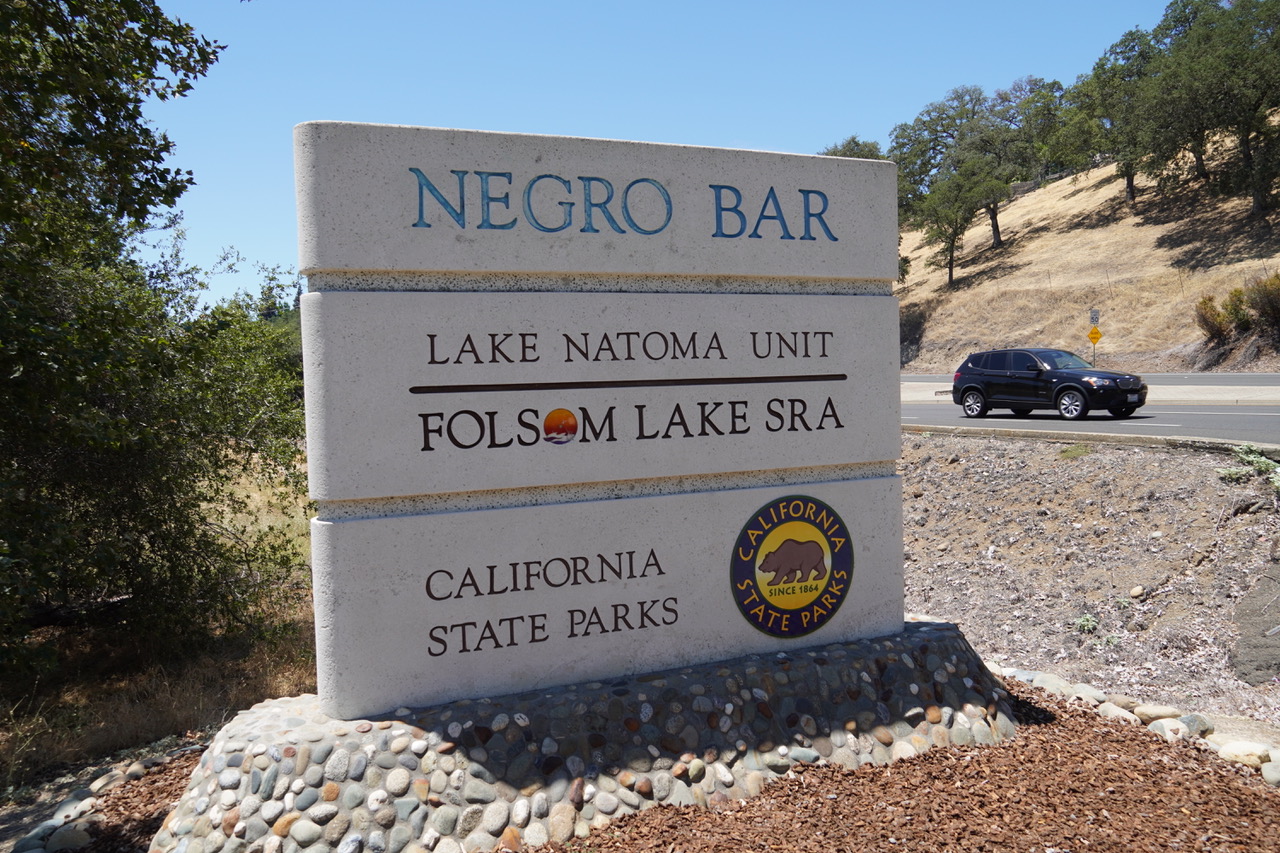 NEGRO BAR
LAKE NATOMA UNIT
FOLSOM LAKE SRA
CALIFORNIA
STATE PARKS
CALIFORNIA
SINCE 1864
STATE PARKS